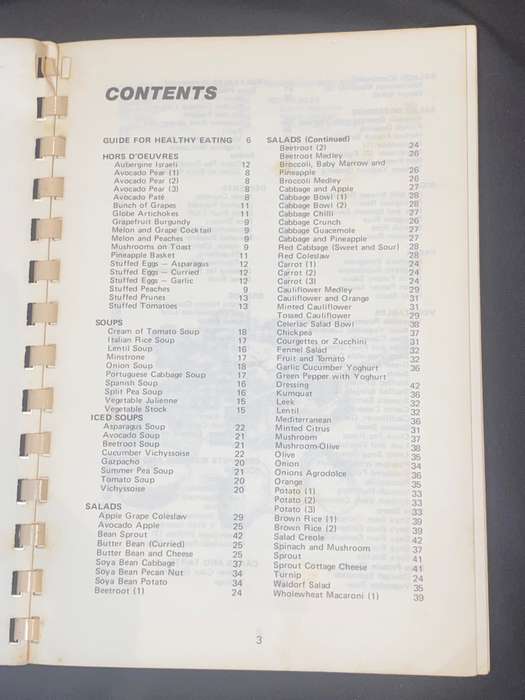 CONTENTS
GUIDE FOR HEALTHY EATING 6
HORS D'OEUVRES
Aubergine Israeli 12
Avocado Pear (1) 8
Avocado Pear (2) 8
Avocado Pear (3) 8
Avocado Paté 8
Bunch of Grapes 11
Globe Artichokes 11
Grapefruit Burgundy 9
Melon and Grape Cocktail 9
Melon and Peaches 9
Mushrooms on Toast 9
Pineapple Basket 11
Stuffed Eggs — Asparagus 12
Stuffed Eggs — Curried 12
Stuffed Eggs — Garlic 12
Stuffed Peaches 9
Stuffed Prunes 13
Stuffed Tomatoes 13
SOUPS
Cream of Tomato Soup 18
Italian Rice Soup 17
Lentil Soup 16
Minstrone 17
Onion Soup 18
Portuguese Cabbage Soup 17
Spanish Soup 16
Split Pea Soup 16
Vegetable Julienne 15
Vegetable Stock 15
ICED SOUPS
Asparagus Soup 22
Avocado Soup 21
Beetroot Soup 21
Cucumber Vichyssoise 22
Gazpacho 20
Summer Pea Soup 21
Tomato Soup 20
Vichyssoise 20
SALADS
Apple Grape Coleslaw 29
Avocado Apple 25
Bean Sprout 42
Butter Bean (Curried) 25
Butter Bean and Cheese 25
Soya Bean Cabbage 37
Soya Bean Pecan Nut 34
Soya Bean Potato 34
Beetroot (1) 24
SALADS (Continued)
Beetroot (2) 24
Beetroot Medley 26
Broccoli, Baby Marrow and
Pineapple 26
Broccoli Medley 26
Cabbage and Apple 27
Cabbage Bowl (1) 28
Cabbage Bowl (2) 28
Cabbage Chilli 27
Cabbage Crunch 26
Cabbage Guacemole 27
Cabbage and Pineapple 27
Red Cabbage (Sweet and Sour) 28
Red Coleslaw 28
Carrot (1) 24
Carrot (2) 24
Carrot (3) 24
Cauliflower Medley 29
Cauliflower and Orange 31
Minted Cauliflower 31
Tossed Cauliflower 29
Celeriac Salad Bowl 38
Chickpea 37
Courgettes or Zucchini 31
Fennel Salad 32
Fruit and Tomato 32
Garlic Cucumber Yoghurt 36
Green Pepper with Yoghurt
Dressing 42
Kumquat 36
Leek 32
Lentil 32
Mediterranean 36
Minted Citrus 31
Mushroom 37
Mushroom-Olive 38
Olive 35
Onion 34
Onions Agrodolce 36
Orange 35
Potato (1) 33
Potato (2) 33
Potato (3) 33
Brown Rice (1) 39
Brown Rice (2) 39
Salad Creole 42
Spinach and Mushroom 37
Sprout 41
Sprout Cottage Cheese 41
Turnip 24
Waldorf Salad 35
Wholewheat Macaroni (1) 39
3